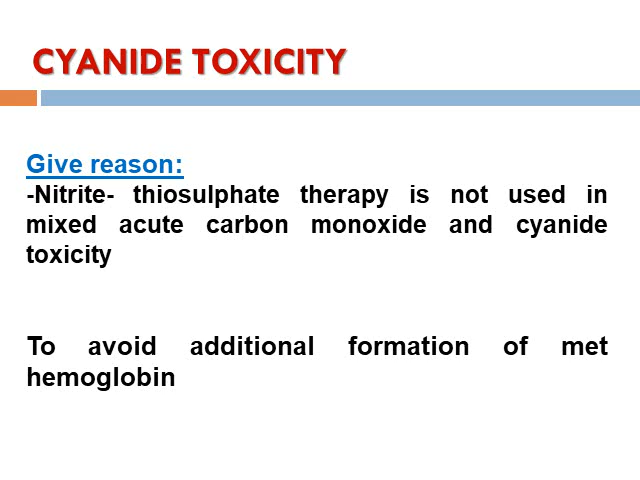 CYANIDE TOXICITY
Give reason:
-Nitrite- thiosulphate therapy is not used in
mixed acute carbon monoxide and cyanide
toxicity
To avoid additional formation of met
hemoglobin